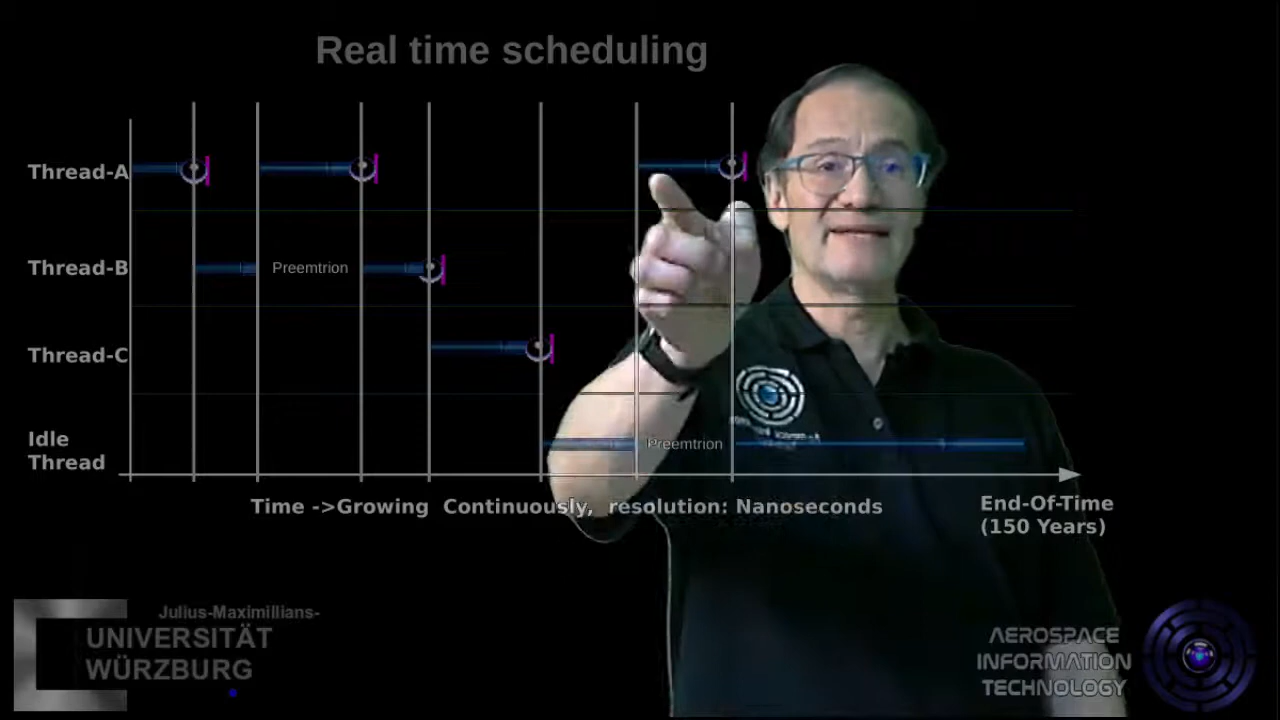 Real time scheduling
Thread-A
Thread-B
Preemtrion
Thread-C
Idle
Thread
Preemtrion
Time ->Growing Continuously, resolution: Nanoseconds
End-Of-Time
(150 Years)
Julius-Maximillians-
UNIVERSITÄT
WÜRZBURG
AEROSPACE
INFORMATION
TECHNOLOGY